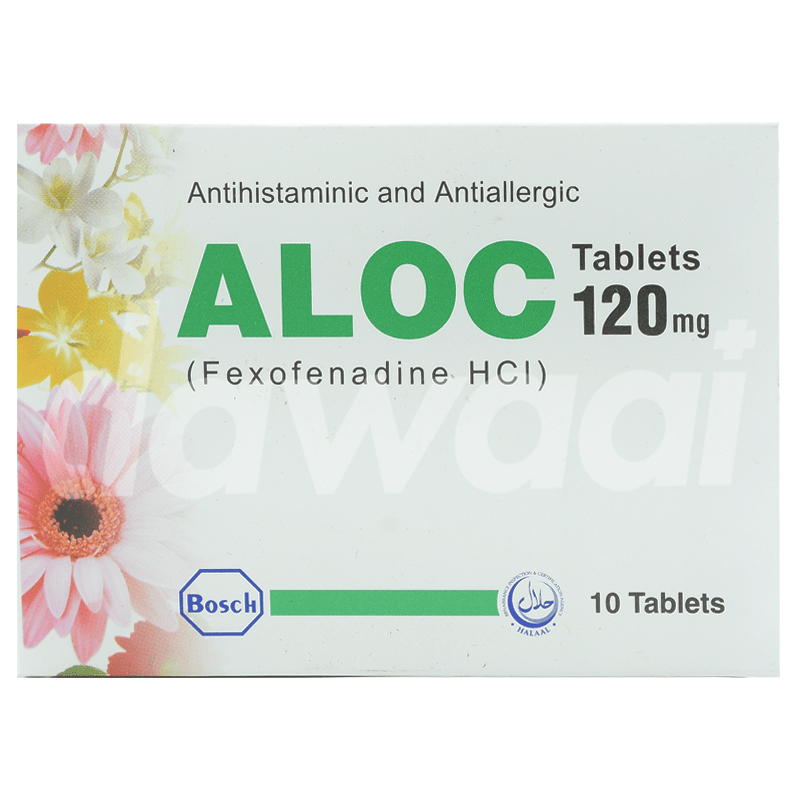 Antihistaminic and Antiallergic
ALOC Tablets
120mg
(Fexofenadine HCl)
dawaai
Bosch
حلال
HALAAL
10 Tablets